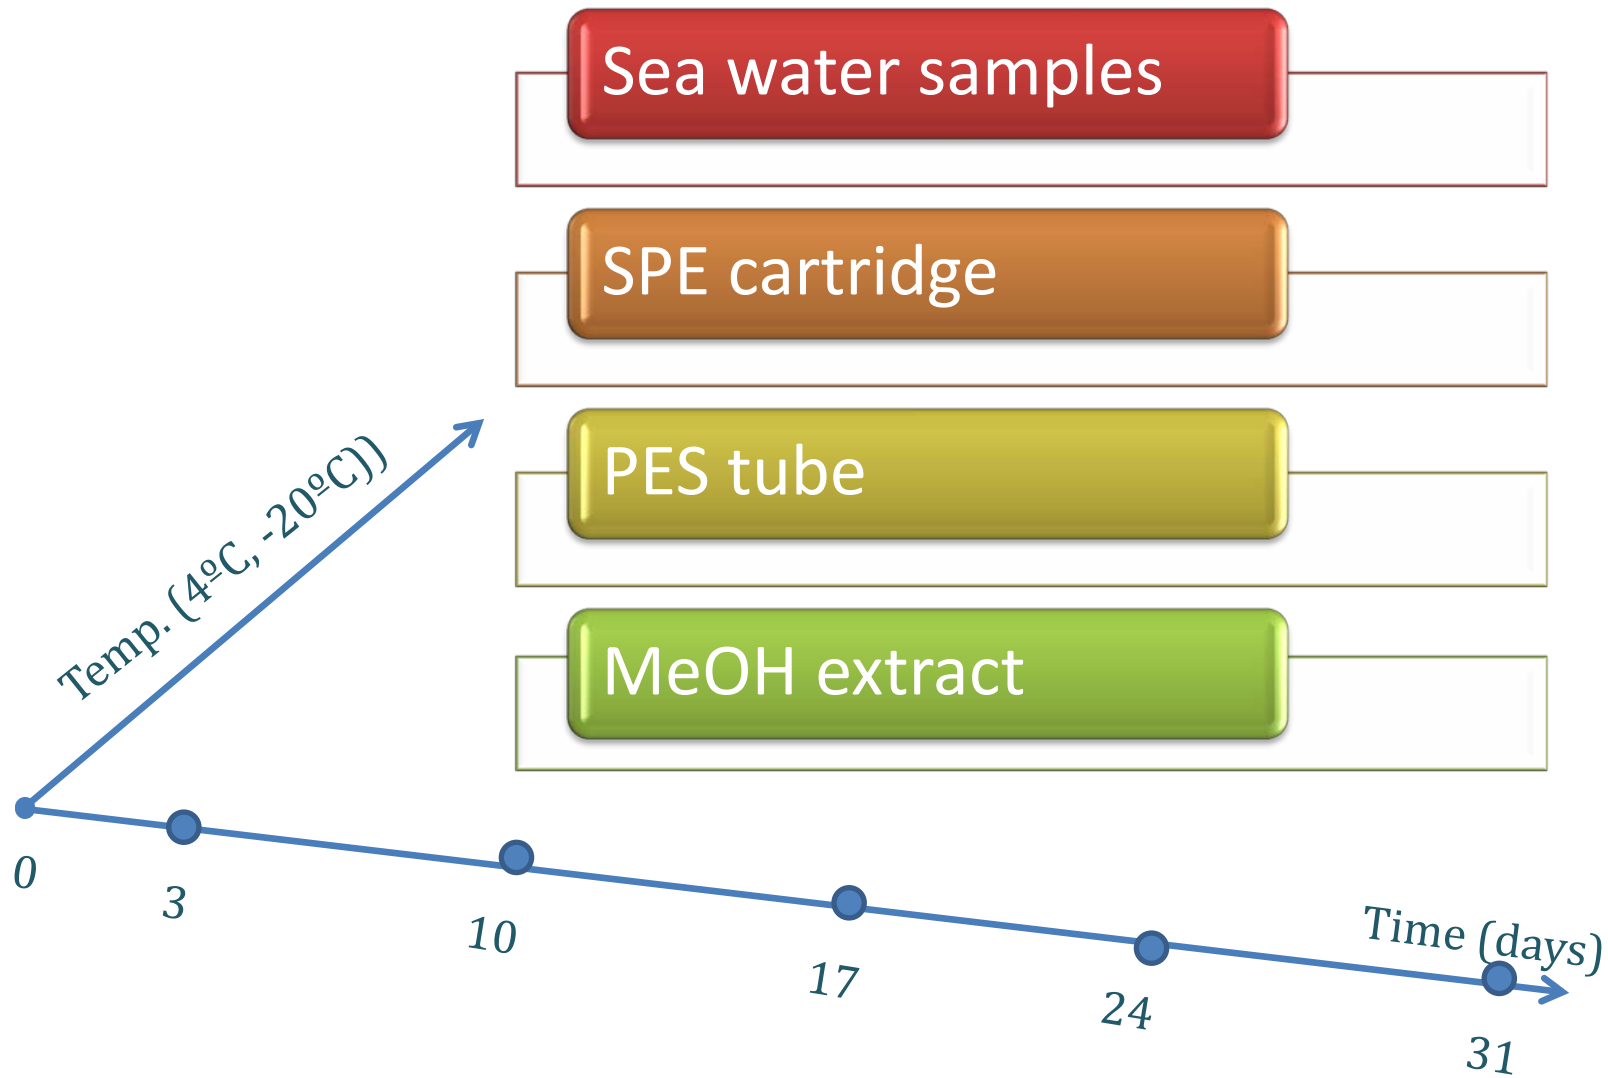 Sea water samples
SPE cartridge
PES tube
MeOH extract
Temp. (4ºC, -20ºC))
0
3
10
17
24
31
Time (days)